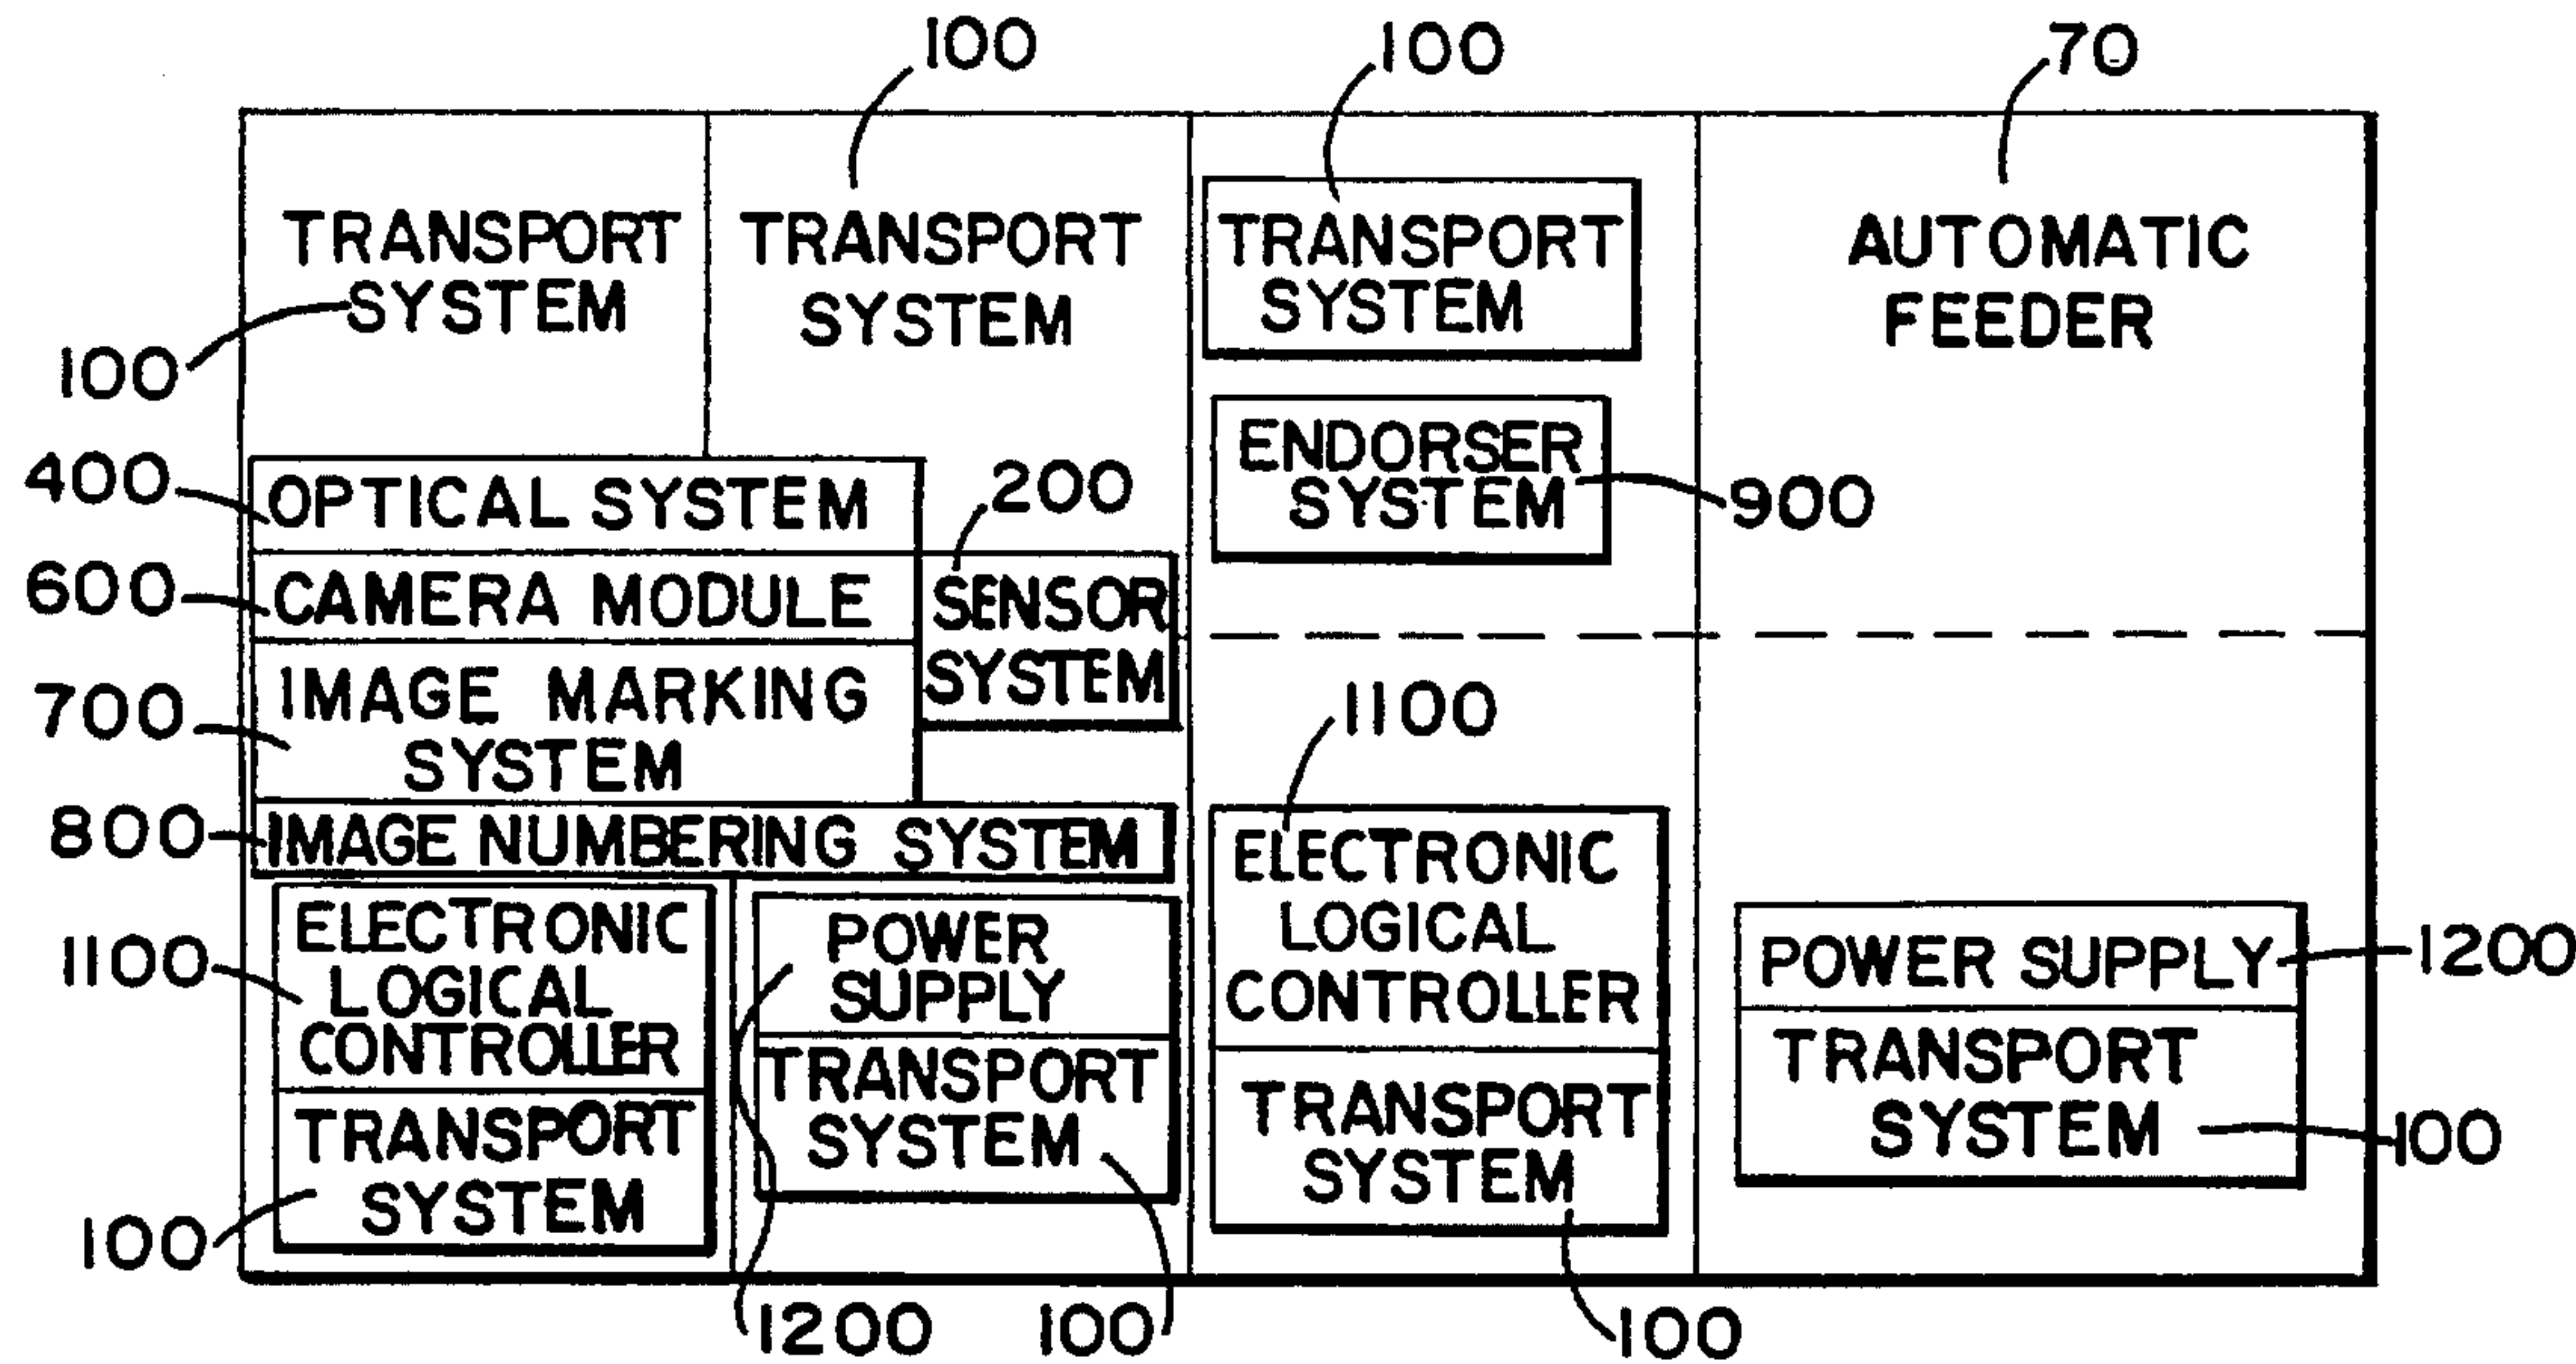 100
100
70
TRANSPORT
SYSTEM
100
TRANSPORT
SYSTEM
TRANSPORT
SYSTEM
AUTOMATIC
FEEDER
ENDORSER
SYSTEM
900
400
OPTICAL SYSTEM
200
600
CAMERA MODULE
SENSOR
SYSTEM
700
IMAGE MARKING
SYSTEM
800
IMAGE NUMBERING SYSTEM
1100
ELECTRONIC
LOGICAL
CONTROLLER
TRANSPORT
SYSTEM
100
POWER
SUPPLY
TRANSPORT
SYSTEM
1200
100
1100
ELECTRONIC
LOGICAL
CONTROLLER
TRANSPORT
SYSTEM
100
POWER SUPPLY
1200
TRANSPORT
SYSTEM
100